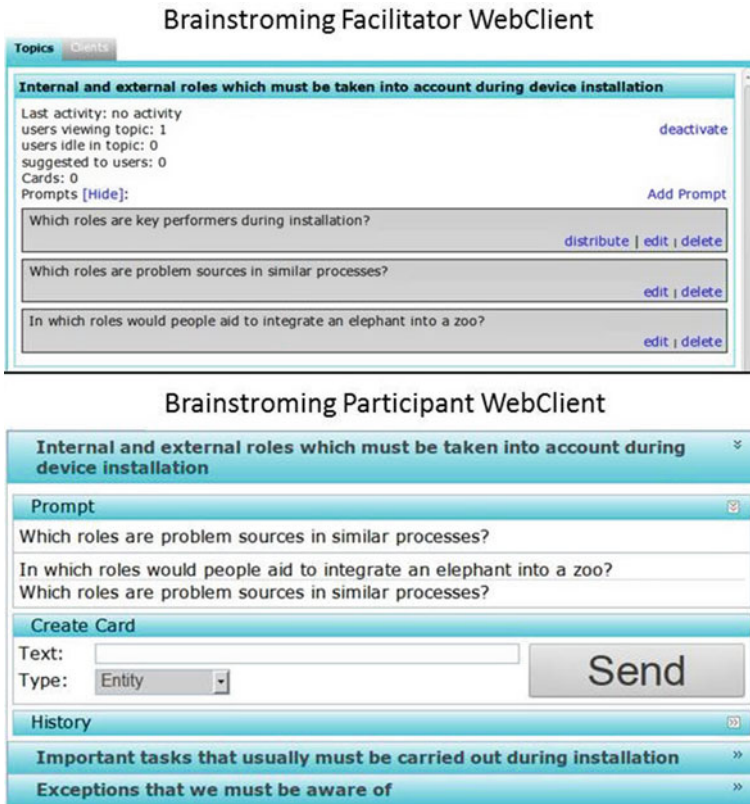 Brainstroming Facilitator WebClient
Topics Clients
Internal and external roles which must be taken into account during device installation
Last activity: no activity
users viewing topic: 1 deactivate
users idle in topic: 0
suggested to users: 0
Cards: 0
Prompts [Hide]: Add Prompt
Which roles are key performers during installation?
distribute | edit | delete
Which roles are problem sources in similar processes?
edit | delete
In which roles would people aid to integrate an elephant into a zoo?
edit | delete
Brainstroming Participant WebClient
Internal and external roles which must be taken into account during
device installation
Prompt
Which roles are problem sources in similar processes?
In which roles would people aid to integrate an elephant into a zoo?
Which roles are problem sources in similar processes?
Create Card
Text:
Send
Type: Entity
History
Important tasks that usually must be carried out during installation
Exceptions that we must be aware of